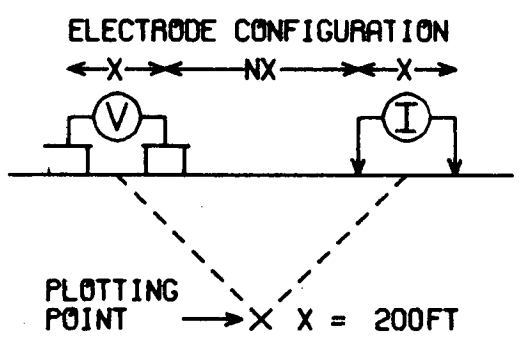 ELECTRODE CONFIGURATION
X NX X
V I
PLOTTING
POINT X X = 200FT